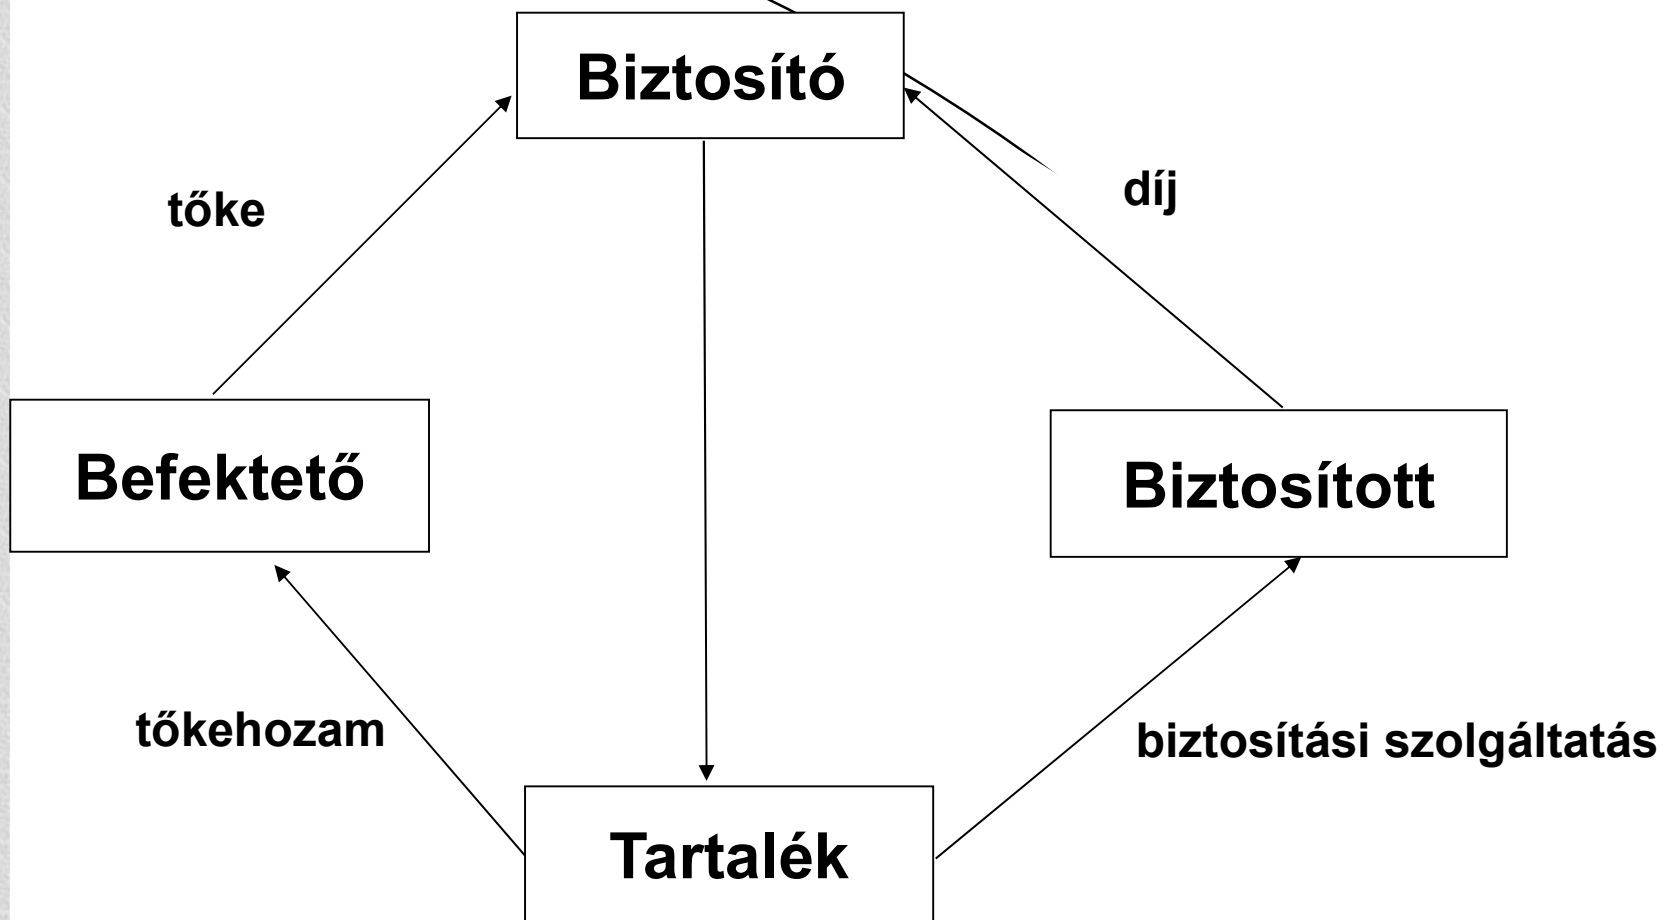 Biztosító
tőke
díj
Befektető
Biztosított
tőkehozam
biztosítási szolgáltatás
Tartalék